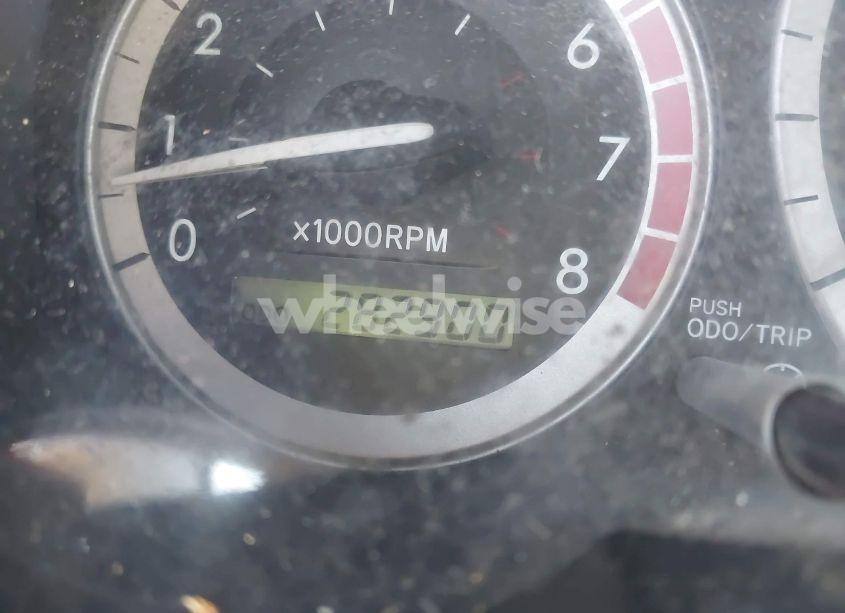 2
6
1
7
0
x1000RPM
8
wheelwise
PUSH
ODO/TRIP